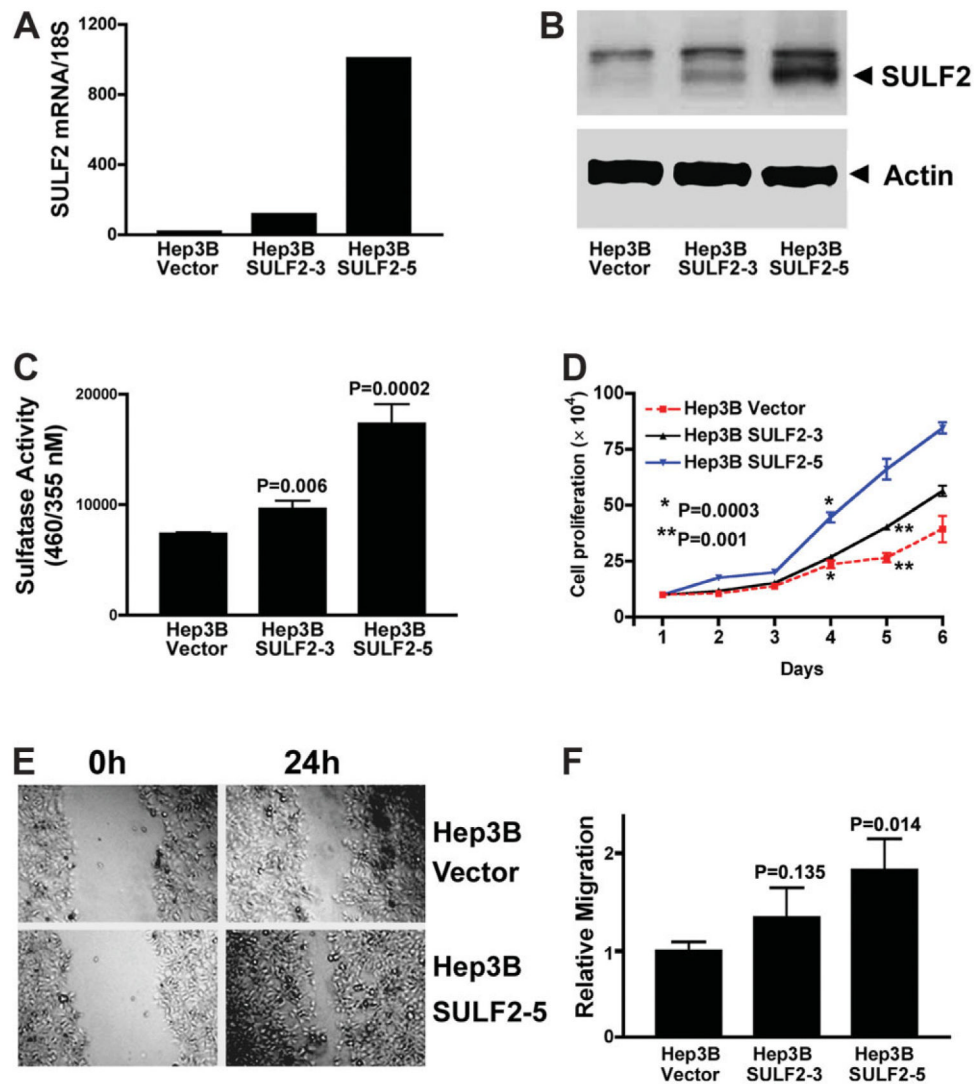 A
SULF2 mRNA/18S
1200
800
400
0
Hep3B
Vector
Hep3B
SULF2-3
Hep3B
SULF2-5
B
SULF2
Actin
Hep3B
Vector
Hep3B
SULF2-3
Hep3B
SULF2-5
C
Sulfatase Activity
(460/355 nM)
20000
10000
0
P=0.006
P=0.0002
Hep3B
Vector
Hep3B
SULF2-3
Hep3B
SULF2-5
D
Cell proliferation (× 10⁴)
100
75
50
25
0
Hep3B Vector
Hep3B SULF2-3
Hep3B SULF2-5
* P=0.0003
** P=0.001
*
*
**
**
1 2 3 4 5 6
Days
E
0h 24h
Hep3B
Vector
Hep3B
SULF2-5
F
Relative Migration
2
1
0
P=0.135
P=0.014
Hep3B
Vector
Hep3B
SULF2-3
Hep3B
SULF2-5